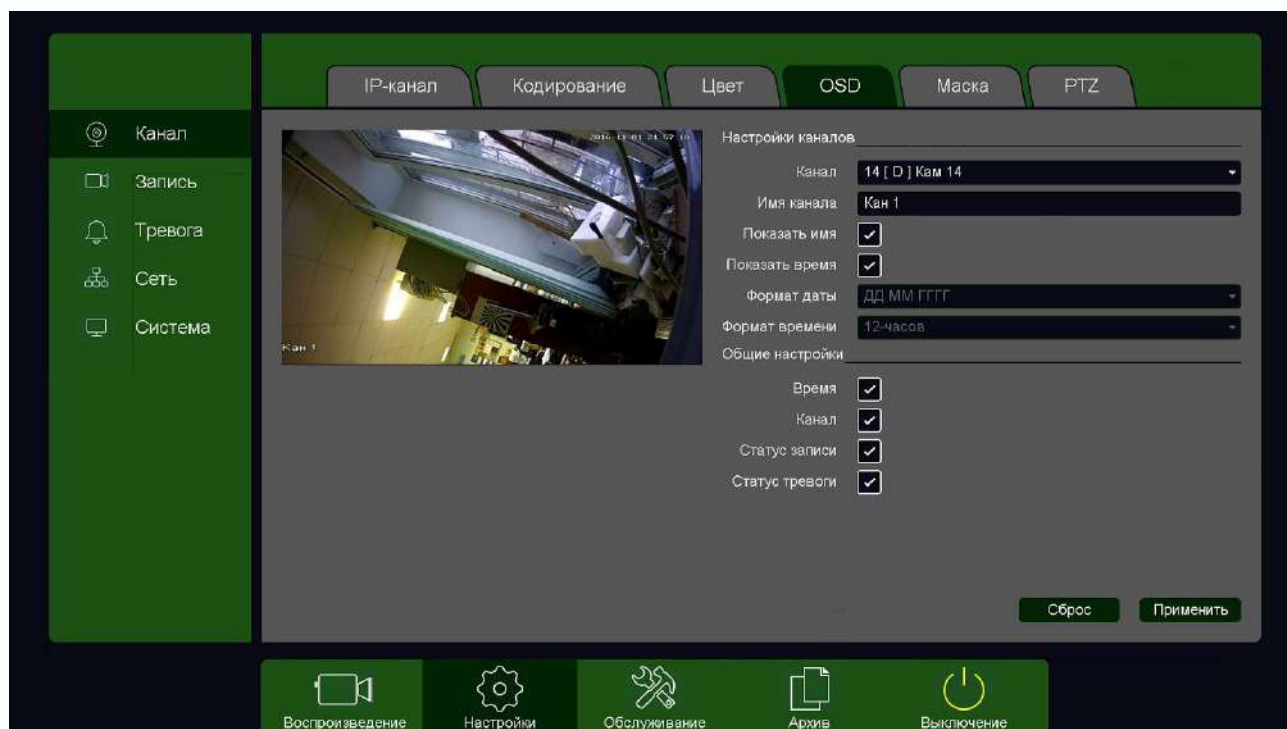 IP-канал Кодирование Цвет OSD Маска PTZ
Канал
Запись
Тревога
Сеть
Система
Кан 1
Настройки каналов
Канал 14 [ D ] Кам 14
Имя канала Кан 1
Показать имя
Показать время
Формат даты ДД ММ ГГГГ
Формат времени 12-часов
Общие настройки
Время
Канал
Статус записи
Статус тревоги
Сброс Применить
Воспроизведение Настройки Обслуживание Архив Выключение